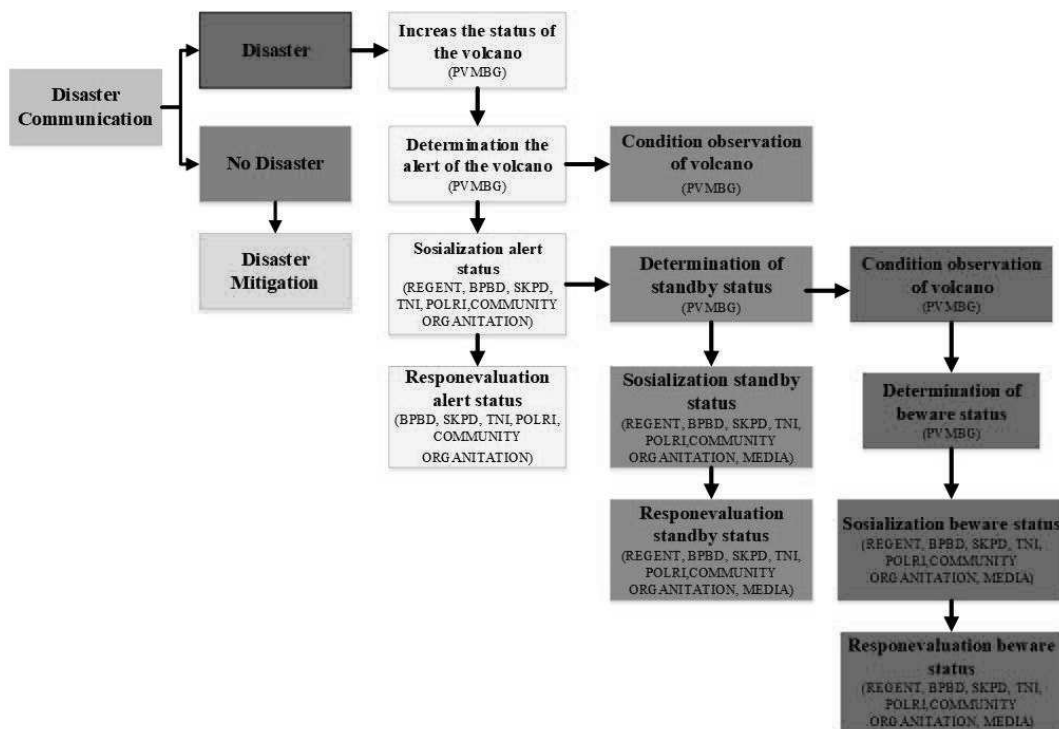 Disaster
Communication
Disaster
No Disaster
Disaster
Mitigation
Increas the status of
the volcano
(PVMBG)
Determination the
alert of the volcano
(PVMBG)
Condition observation
of volcano
(PVMBG)
Sosialization alert
status
(REGENT, BPBD, SKPD,
TNI, POLRI,COMMUNITY
ORGANITATION)
Responevaluation
alert status
(BPBD, SKPD, TNI, POLRI,
COMMUNITY
ORGANITATION)
Determination of
standby status
(PVMBG)
Sosialization standby
status
(REGENT, BPBD, SKPD, TNI,
POLRI,COMMUNITY
ORGANITATION, MEDIA)
Responevaluation
standby status
(REGENT, BPBD, SKPD, TNI,
POLRI,COMMUNITY
ORGANITATION, MEDIA)
Condition observation
of volcano
(PVMBG)
Determination of
beware status
(PVMBG)
Sosialization beware status
(REGENT, BPBD, SKPD, TNI,
POLRI,COMMUNITY
ORGANITATION, MEDIA)
Responevaluation beware
status
(REGENT, BPBD, SKPD, TNI,
POLRI,COMMUNITY
ORGANITATION, MEDIA)